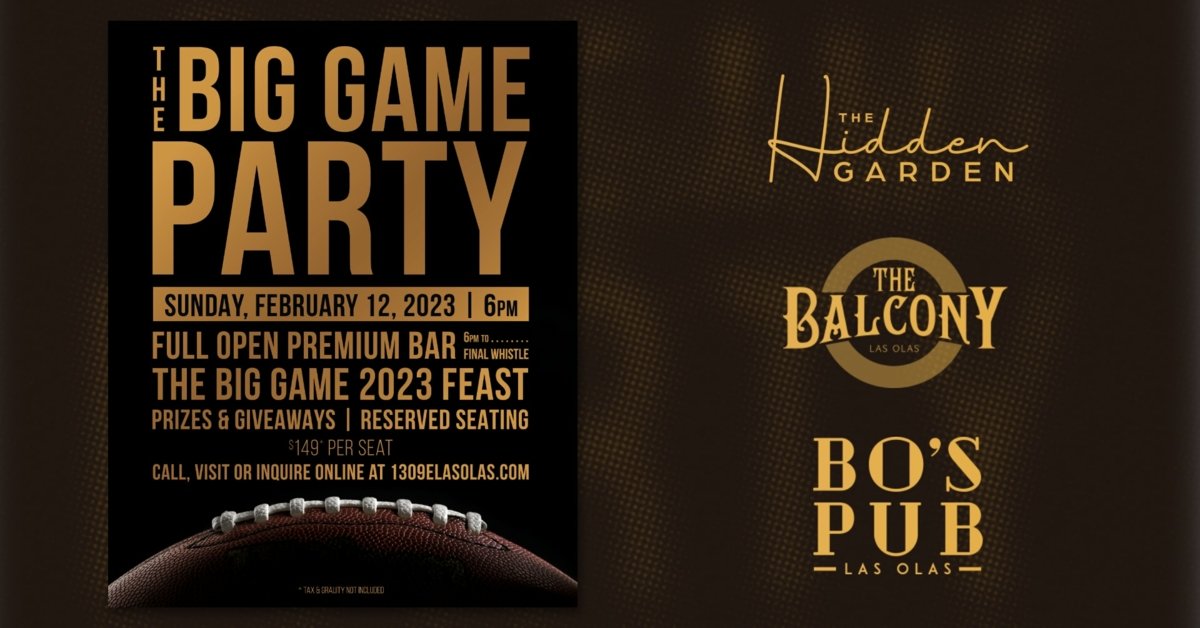 THE BIG GAME
PARTY
SUNDAY, FEBRUARY 12, 2023 | 6PM
FULL OPEN PREMIUM BAR 6PM TO ........ FINAL WHISTLE
THE BIG GAME 2023 FEAST
PRIZES & GIVEAWAYS | RESERVED SEATING
$149* PER SEAT
CALL, VISIT OR INQUIRE ONLINE AT 1309ELASOLAS.COM
* TAX & GRAUITY NOT INCLUDED
THE
Hidden
GARDEN
THE
BALCONY
LAS OLAS
BO'S
PUB
LAS OLAS